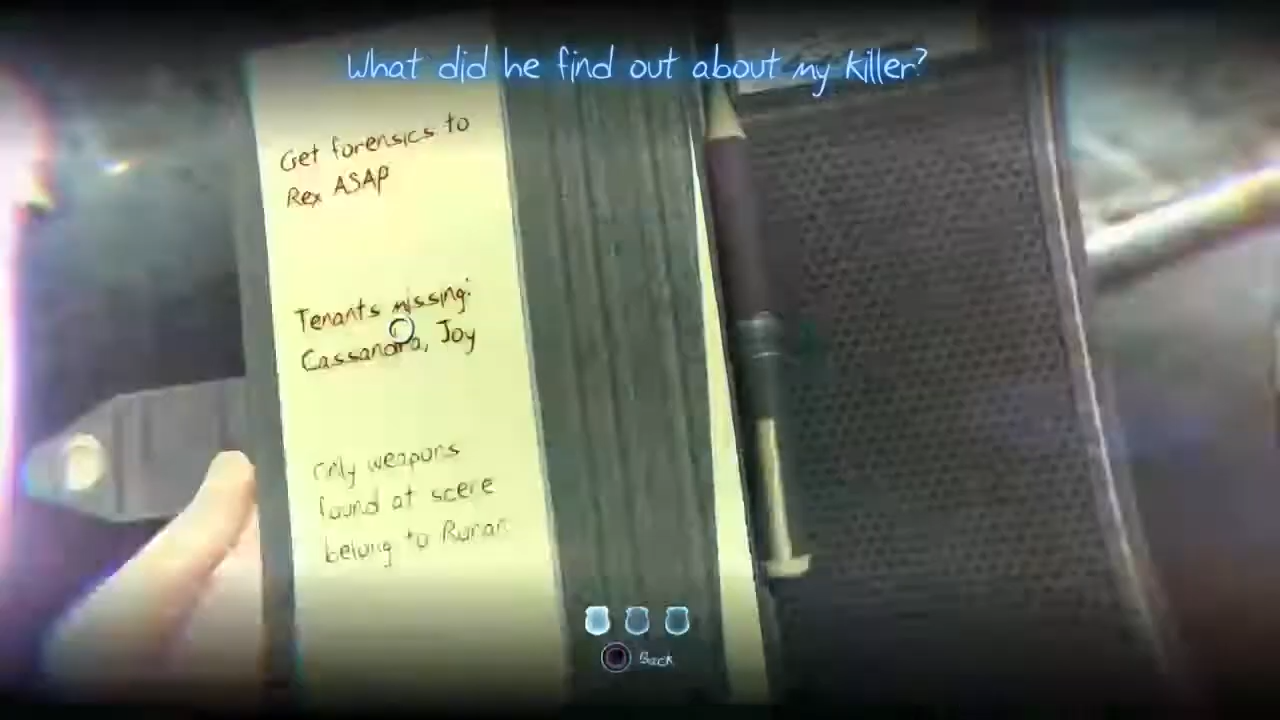 What did he find out about my killer?
Get forensics to
Rex ASAP
Tenants missing:
Cassandra, Joy
Only weapons
found at scene
belong to Ronan
Back